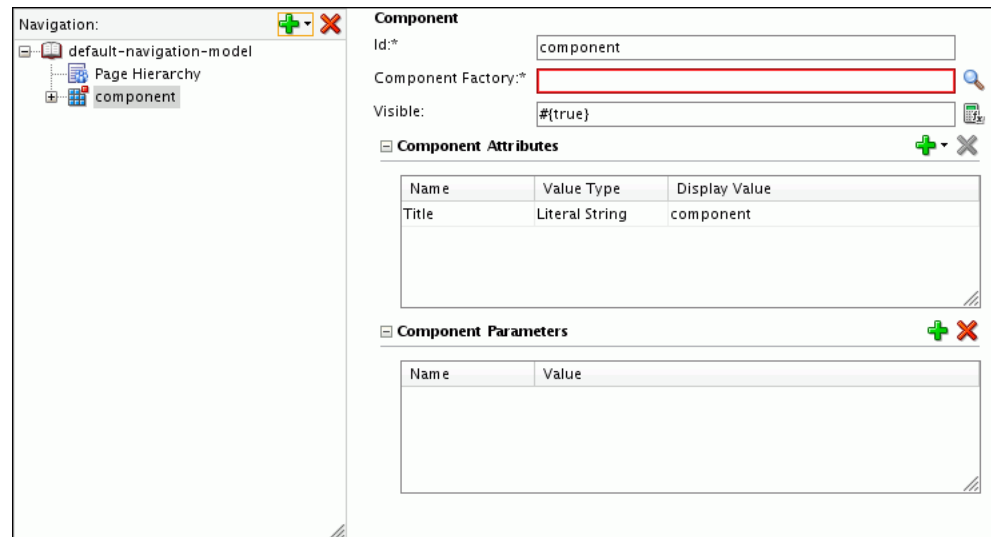 Navigation:
default-navigation-model
Page Hierarchy
component
Component
Id:*
component
Component Factory:*
Visible:
#{true}
Component Attributes
Name Value Type Display Value
Title Literal String component
Component Parameters
Name Value